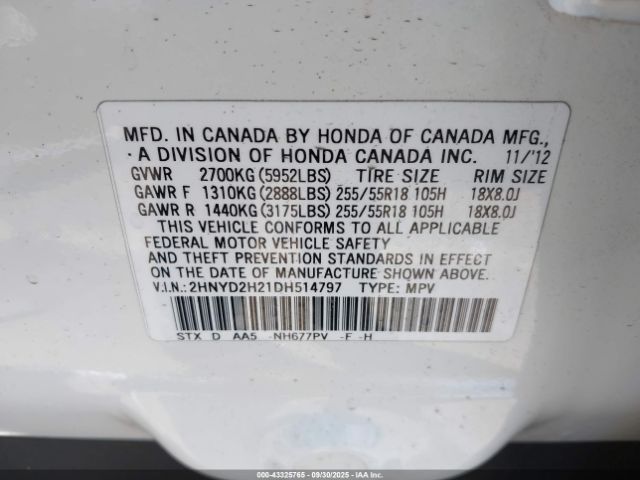 MFD. IN CANADA BY HONDA OF CANADA MFG.,
A DIVISION OF HONDA CANADA INC. 11/'12
GVWR 2700KG (5952LBS) TIRE SIZE RIM SIZE
GAWR F 1310KG (2888LBS) 255/55R18 105H 18X8.0J
GAWR R 1440KG (3175LBS) 255/55R18 105H 18X8.0J
THIS VEHICLE CONFORMS TO ALL APPLICABLE
FEDERAL MOTOR VEHICLE SAFETY
AND THEFT PREVENTION STANDARDS IN EFFECT
ON THE DATE OF MANUFACTURE SHOWN ABOVE.
V.I.N.: 2HNYD2H21DH514797 TYPE: MPV
STX D AA5 -NH677PV -F -H
000-43325765 - 09/30/2025 - IAAI.COM